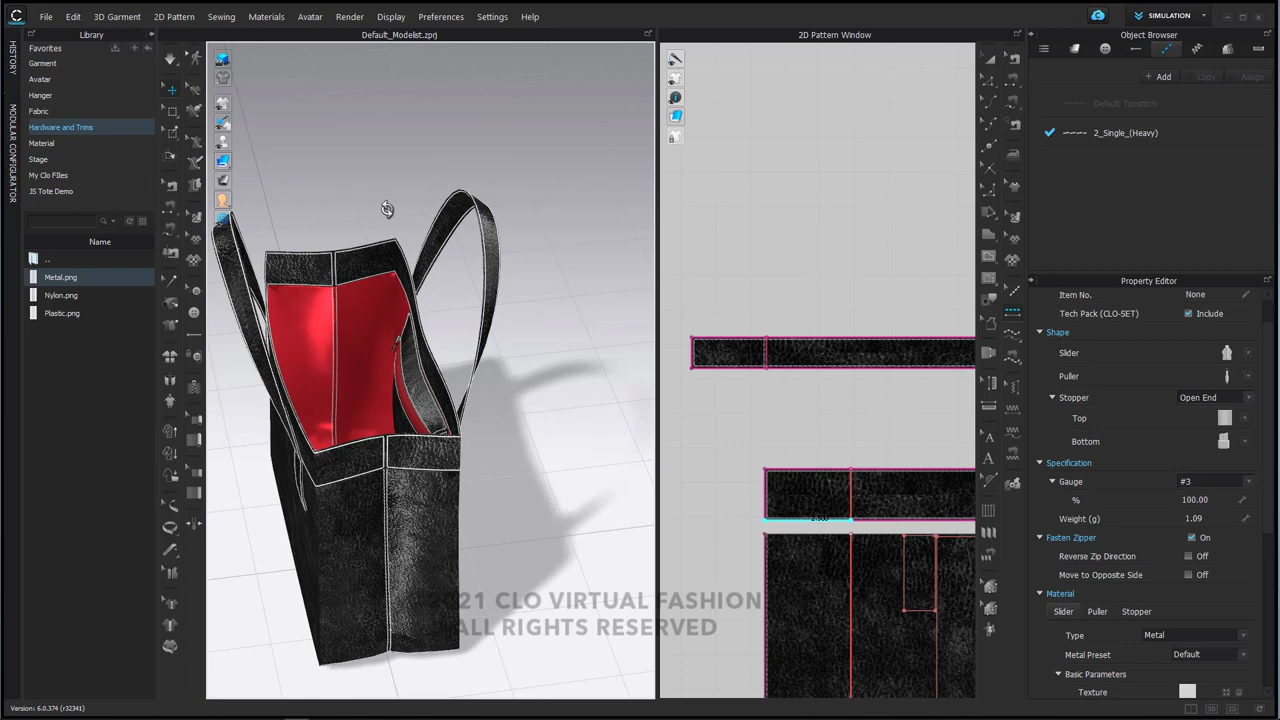 File Edit 3D Garment 2D Pattern Sewing Materials Avatar Render Display Preferences Settings Help
SIMULATION
HISTORY
MODULAR CONFIGURATOR
Library
Favorites
Garment
Avatar
Hanger
Fabric
Hardware and Trims
Material
Stage
My Clo FIles
JS Tote Demo
Name
..
Metal.png
Nylon.png
Plastic.png
Default_Modelist.zprj
2D Pattern Window
2021 CLO VIRTUAL FASHION
ALL RIGHTS RESERVED
Object Browser
+ Add Copy Assign
Default Topstitch
2_Single_(Heavy)
Property Editor
Item No. None
Tech Pack (CLO-SET) Include
Shape
Slider
Puller
Stopper Open End
Top
Bottom
Specification
Gauge #3
% 100.00
Weight (g) 1.09
Fasten Zipper On
Reverse Zip Direction Off
Move to Opposite Side Off
Material
Slider Puller Stopper
Type Metal
Metal Preset Default
Basic Parameters
Texture
Version: 6.0.374 (r32341)
3D 2D